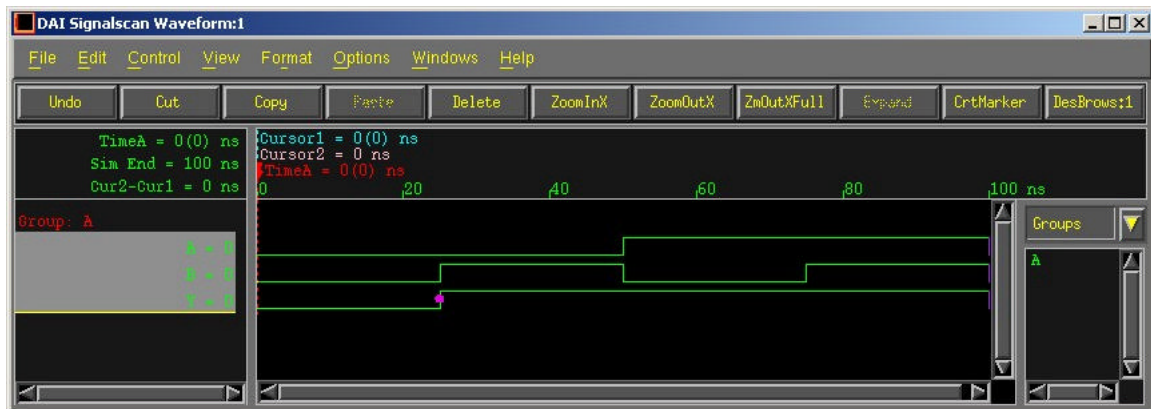 DAI Signalscan Waveform:1
File Edit Control View Format Options Windows Help
Undo Cut Copy Paste Delete ZoomInX ZoomOutX ZmOutXFull Expand CrtMarker DesBrows:1
TimeA = 0(0) ns
Sim End = 100 ns
Cur2-Cur1 = 0 ns
Cursor1 = 0(0) ns
Cursor2 = 0 ns
TimeA = 0(0) ns
0 20 40 60 80 100 ns
Group: A
A = 0
B = 0
Y = 0
Groups
A